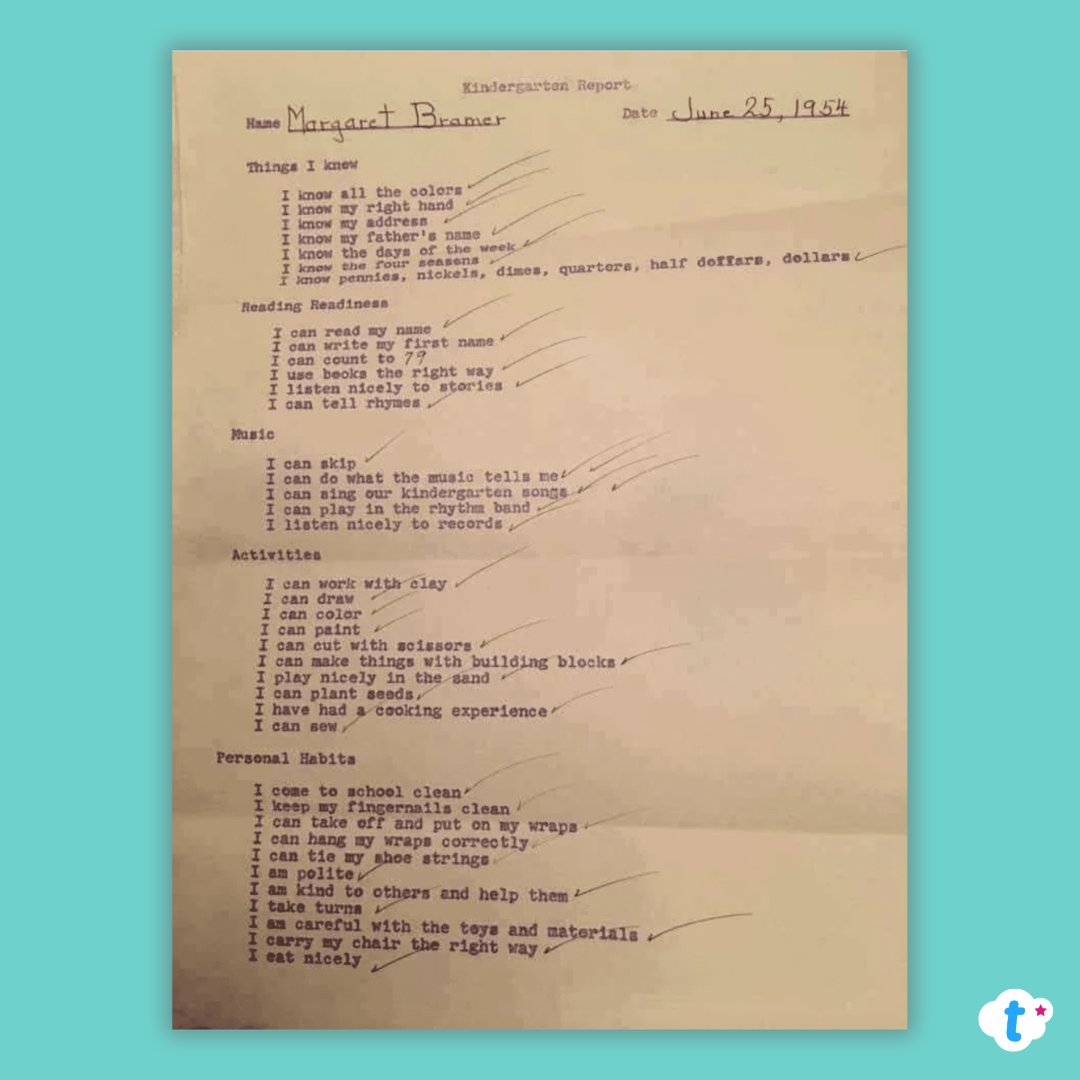 Kindergarten Report
Name Margaret Bramer Date June 25, 1954
Things I know
I know all the colors
I know my right hand
I know my address
I know my father's name
I know the days of the week
I know the four seasons
I know pennies, nickels, dimes, quarters, half dollars, dollars
Reading Readiness
I can read my name
I can write my first name
I can count to 79
I use books the right way
I listen nicely to stories
I can tell rhymes
Music
I can skip
I can do what the music tells me
I can sing our kindergarten songs
I can play in the rhythm band
I listen nicely to records
Activities
I can work with clay
I can draw
I can color
I can paint
I can cut with scissors
I can make things with building blocks
I play nicely in the sand
I can plant seeds
I have had a cooking experience
I can sew
Personal Habits
I come to school clean
I keep my fingernails clean
I can take off and put on my wraps
I can hang my wraps correctly
I can tie my shoe strings
I am polite
I am kind to others and help them
I take turns
I am careful with the toys and materials
I carry my chair the right way
I eat nicely
t